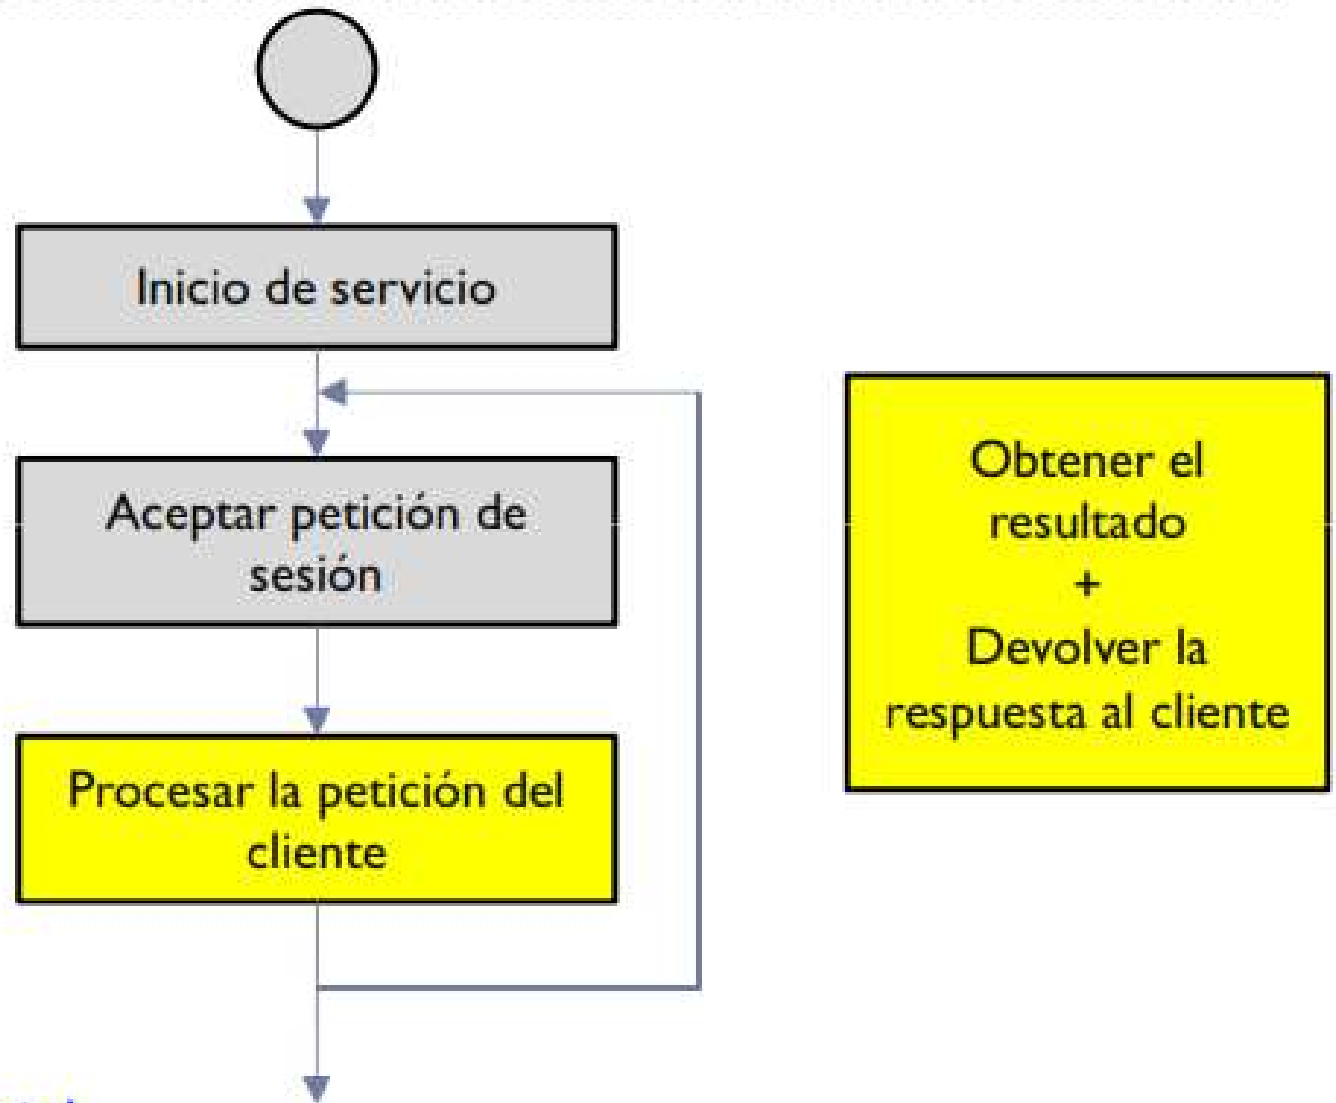 Inicio de servicio
Aceptar petición de
sesión
Procesar la petición del
cliente
Obtener el
resultado
+
Devolver la
respuesta al cliente